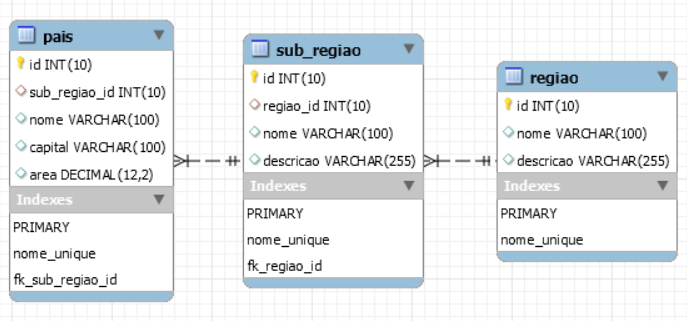 pais
id INT(10)
sub_regiao_id INT(10)
nome VARCHAR(100)
capital VARCHAR(100)
area DECIMAL(12,2)
Indexes
PRIMARY
nome_unique
fk_sub_regiao_id
sub_regiao
id INT(10)
regiao_id INT(10)
nome VARCHAR(100)
descricao VARCHAR(255)
Indexes
PRIMARY
nome_unique
fk_regiao_id
regiao
id INT(10)
nome VARCHAR(100)
descricao VARCHAR(255)
Indexes
PRIMARY
nome_unique